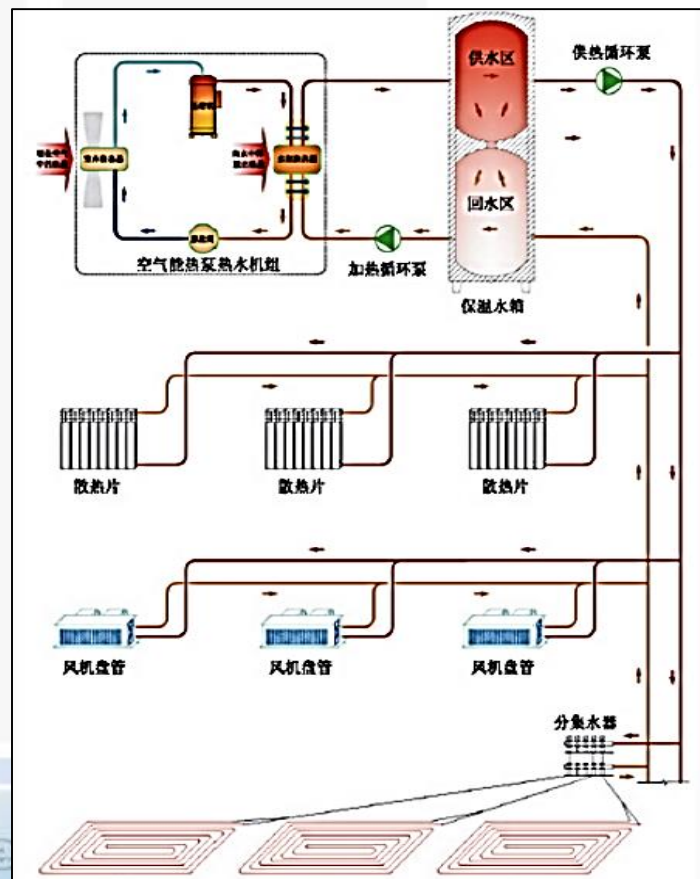 供水区
供热循环泵
回水区
空气能热泵热水机组
加热循环泵
保温水箱
散热片
散热片
散热片
风机盘管
风机盘管
风机盘管
分集水器